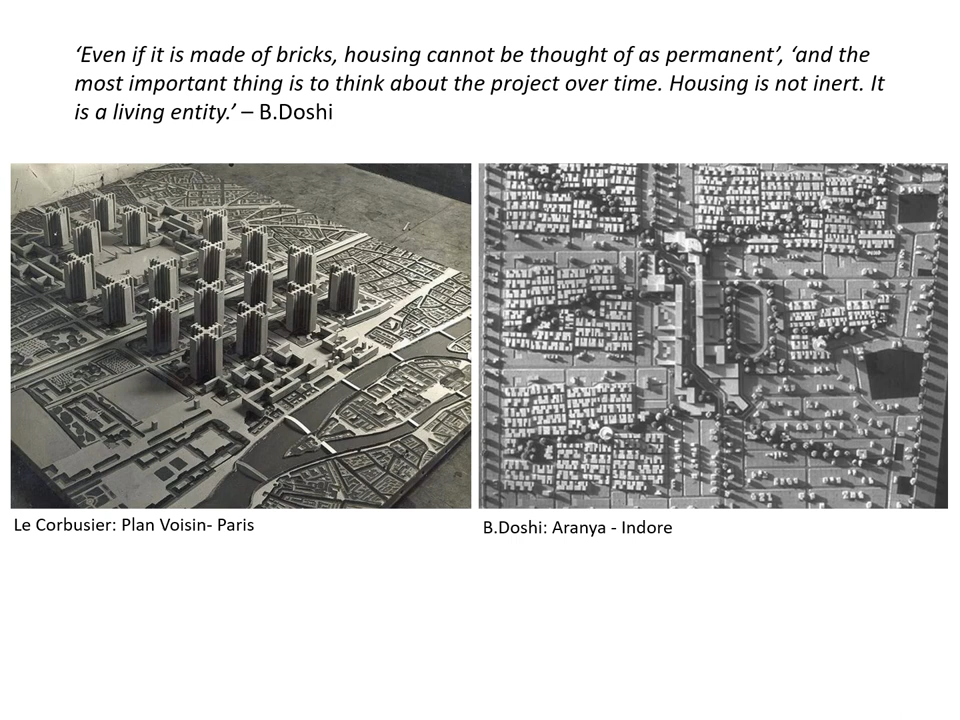 ‘Even if it is made of bricks, housing cannot be thought of as permanent’, ‘and the
most important thing is to think about the project over time. Housing is not inert. It
is a living entity.’ – B.Doshi
Le Corbusier: Plan Voisin- Paris
B.Doshi: Aranya - Indore